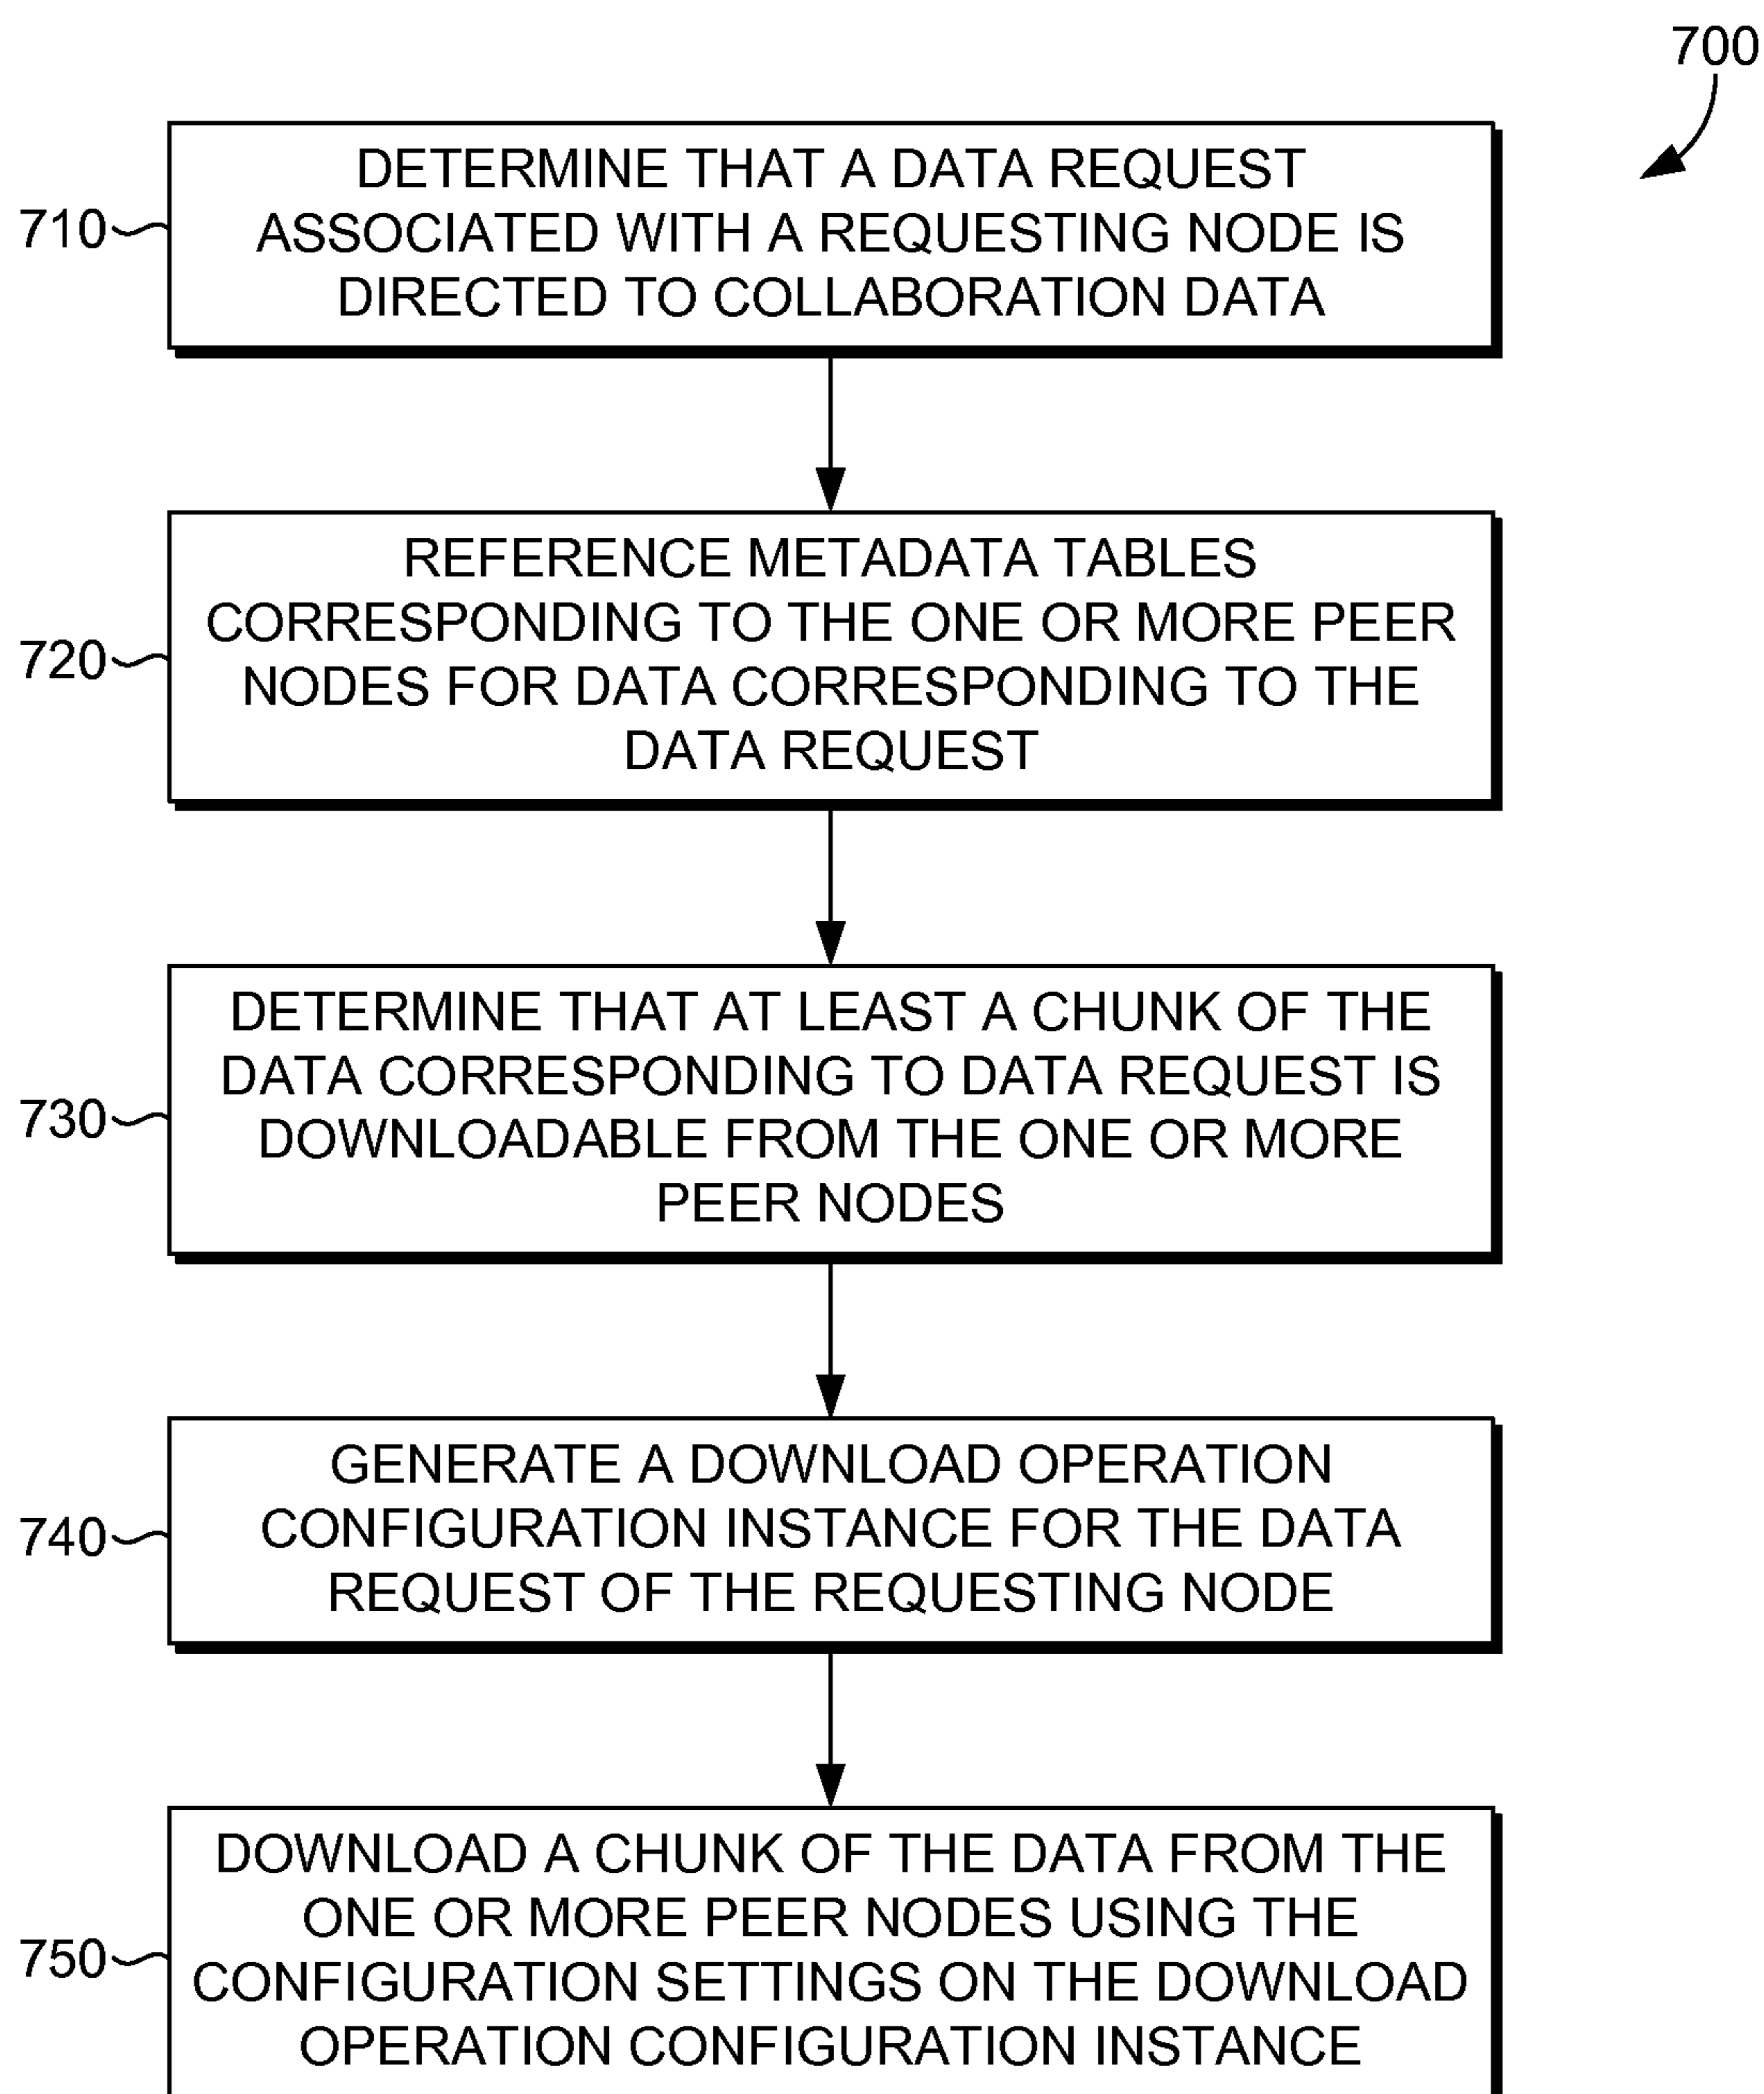 700
710
DETERMINE THAT A DATA REQUEST
ASSOCIATED WITH A REQUESTING NODE IS
DIRECTED TO COLLABORATION DATA
720
REFERENCE METADATA TABLES
CORRESPONDING TO THE ONE OR MORE PEER
NODES FOR DATA CORRESPONDING TO THE
DATA REQUEST
730
DETERMINE THAT AT LEAST A CHUNK OF THE
DATA CORRESPONDING TO DATA REQUEST IS
DOWNLOADABLE FROM THE ONE OR MORE
PEER NODES
740
GENERATE A DOWNLOAD OPERATION
CONFIGURATION INSTANCE FOR THE DATA
REQUEST OF THE REQUESTING NODE
750
DOWNLOAD A CHUNK OF THE DATA FROM THE
ONE OR MORE PEER NODES USING THE
CONFIGURATION SETTINGS ON THE DOWNLOAD
OPERATION CONFIGURATION INSTANCE